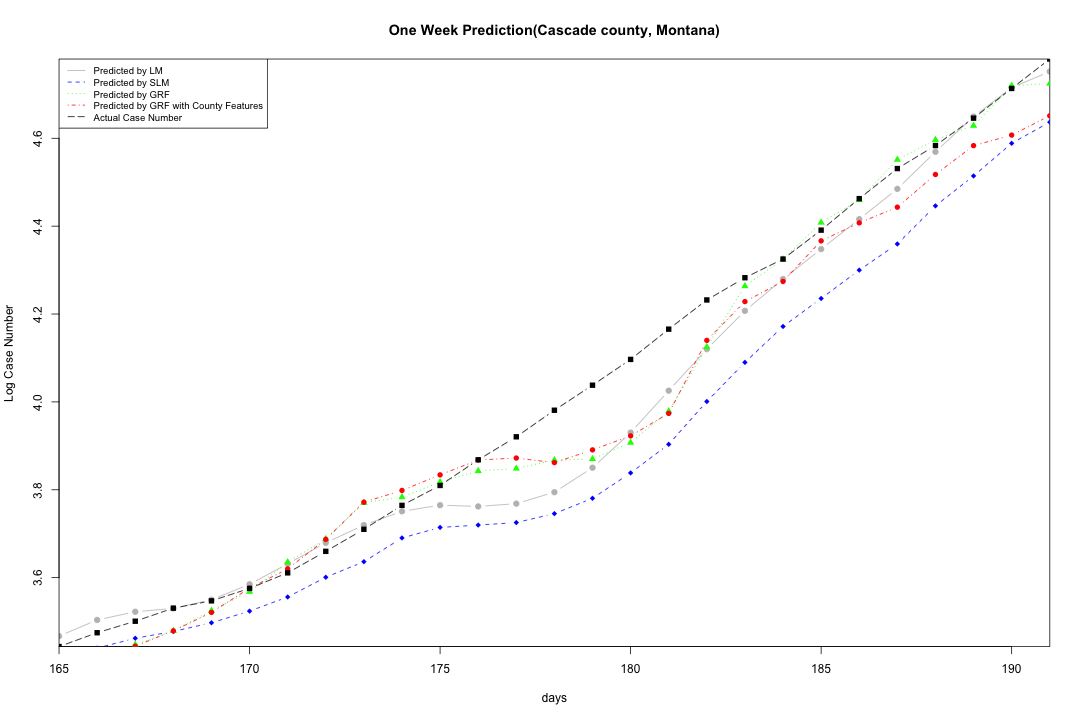 One Week Prediction(Cascade county, Montana)
Predicted by LM
Predicted by SLM
Predicted by GRF
Predicted by GRF with County Features
Actual Case Number
4.6
4.4
4.2
4.0
3.8
3.6
Log Case Number
165 170 175 180 185 190
days